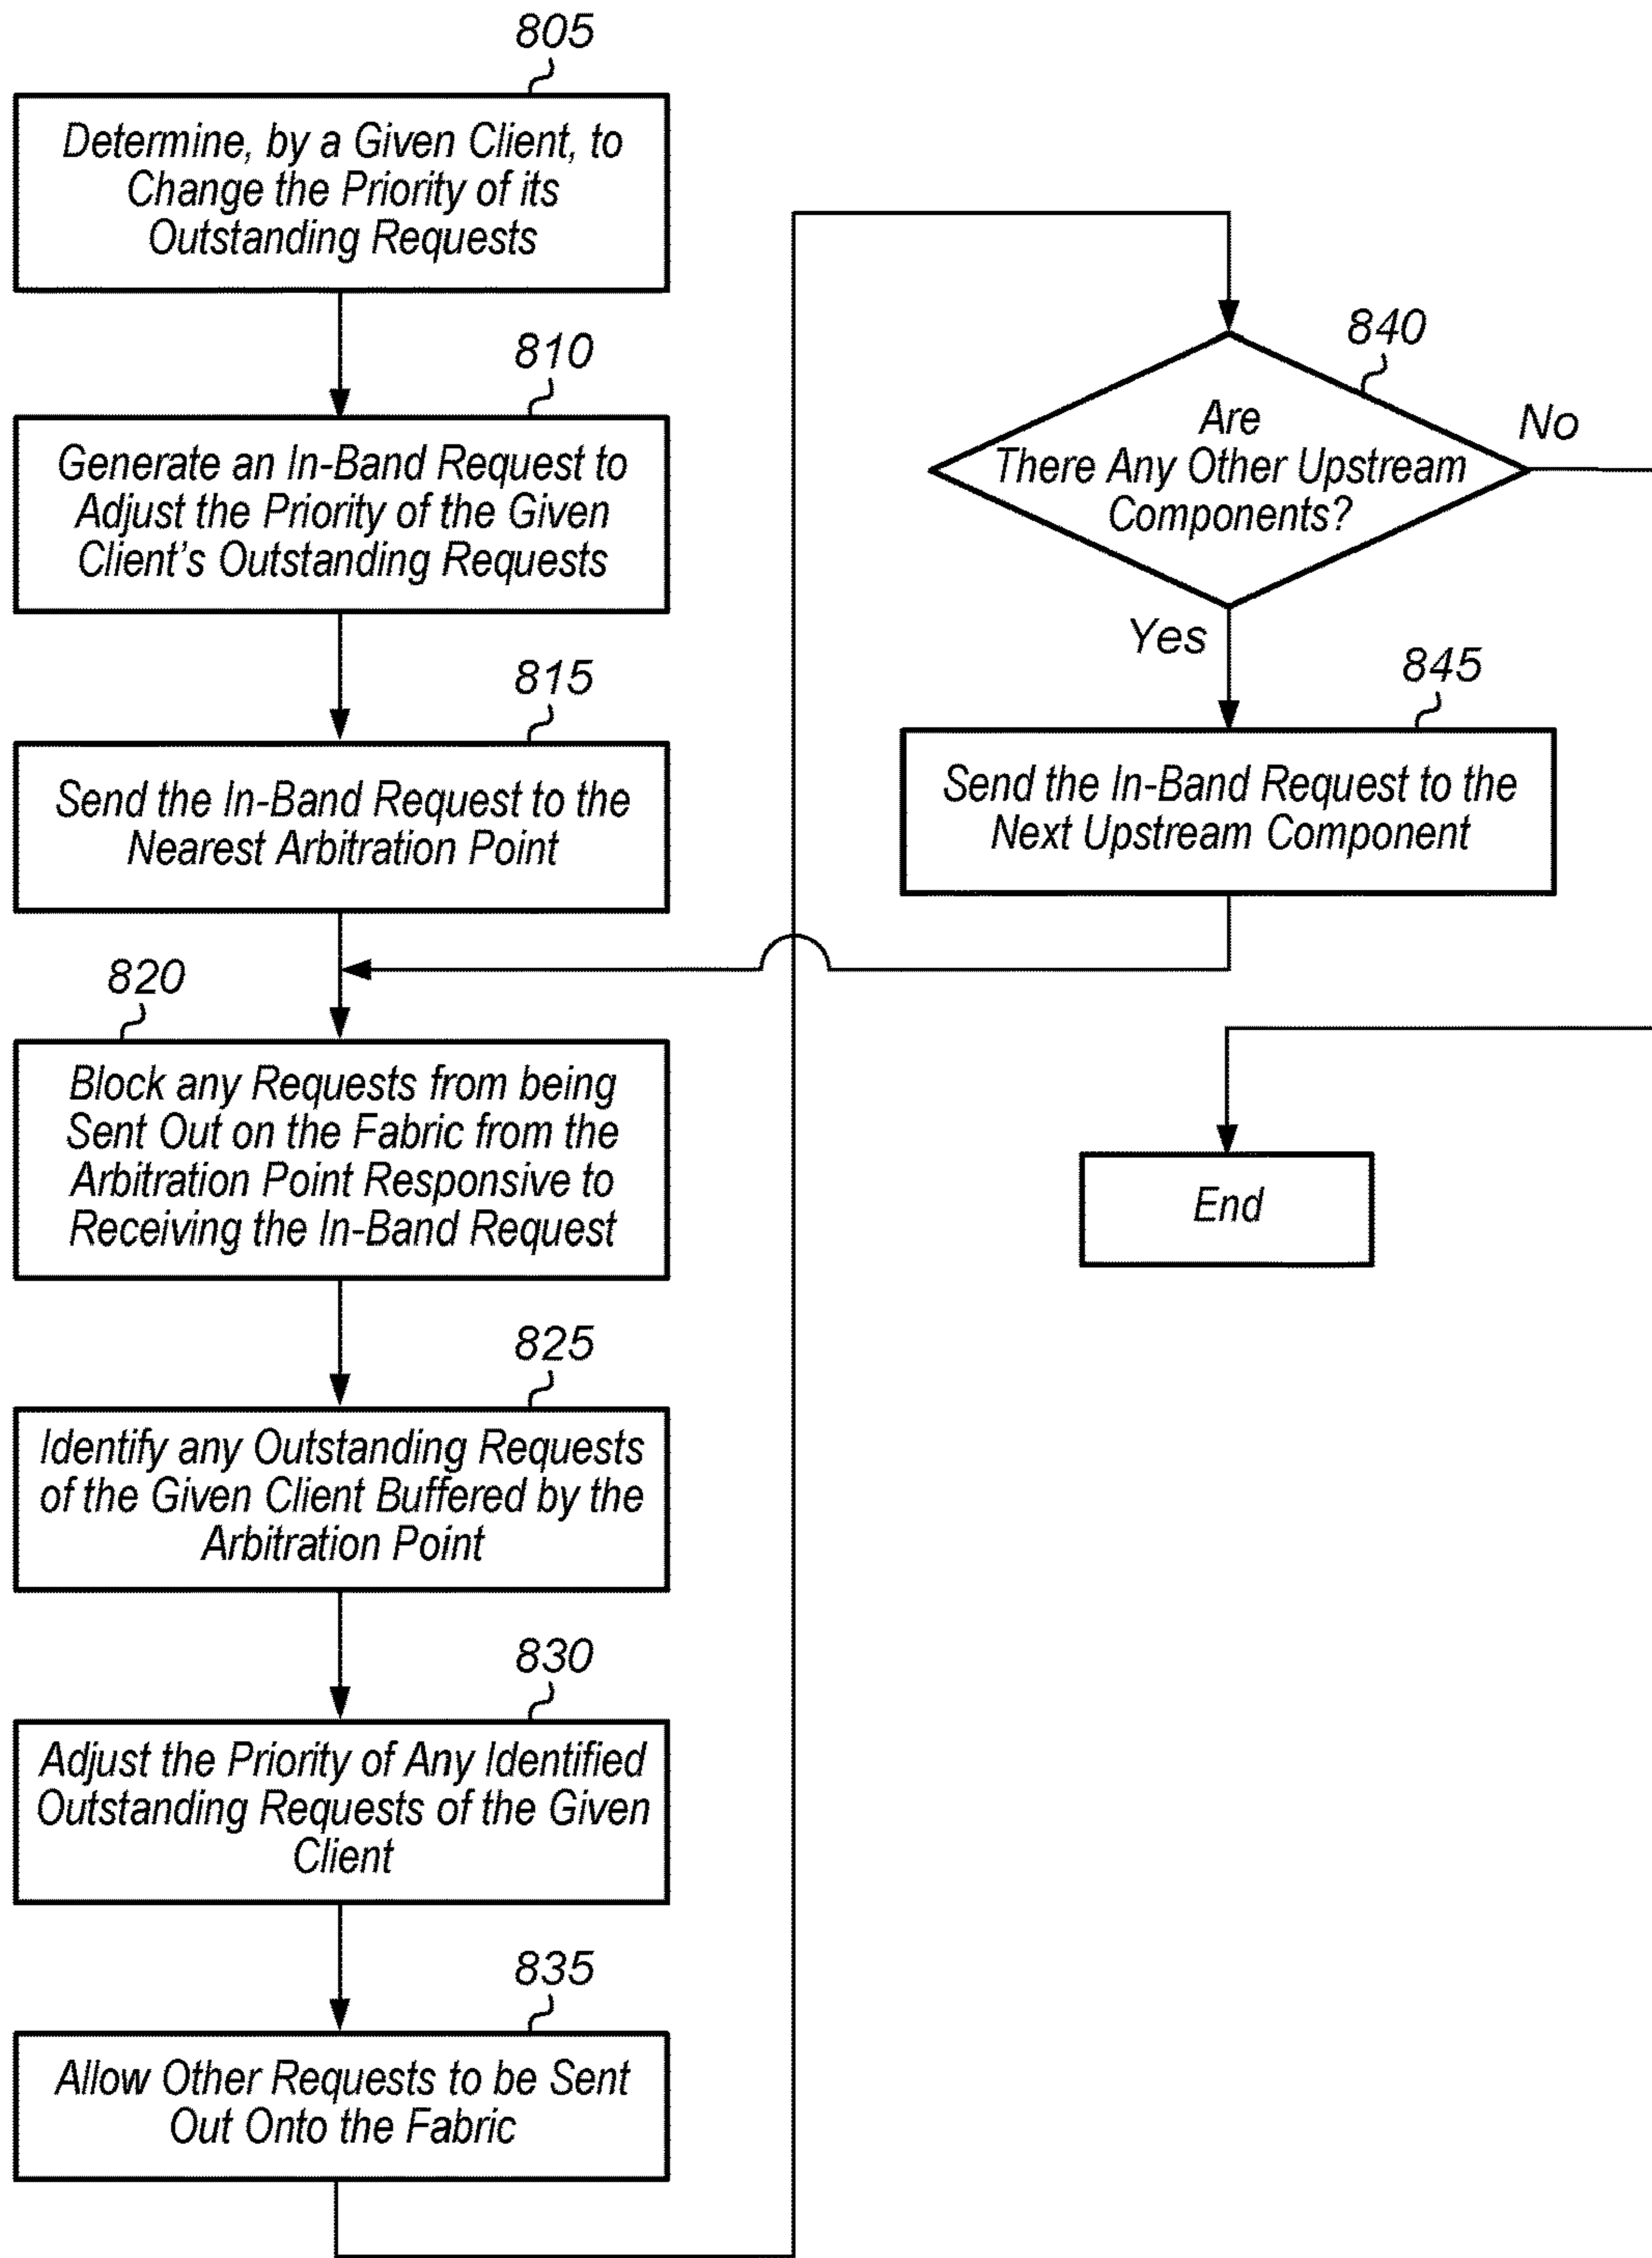 805
Determine, by a Given Client, to
Change the Priority of its
Outstanding Requests
810
Generate an In-Band Request to
Adjust the Priority of the Given
Client's Outstanding Requests
815
Send the In-Band Request to the
Nearest Arbitration Point
820
Block any Requests from being
Sent Out on the Fabric from the
Arbitration Point Responsive to
Receiving the In-Band Request
825
Identify any Outstanding Requests
of the Given Client Buffered by the
Arbitration Point
830
Adjust the Priority of Any Identified
Outstanding Requests of the Given
Client
835
Allow Other Requests to be Sent
Out Onto the Fabric
840
Are
There Any Other Upstream
Components?
No
Yes
845
Send the In-Band Request to the
Next Upstream Component
End